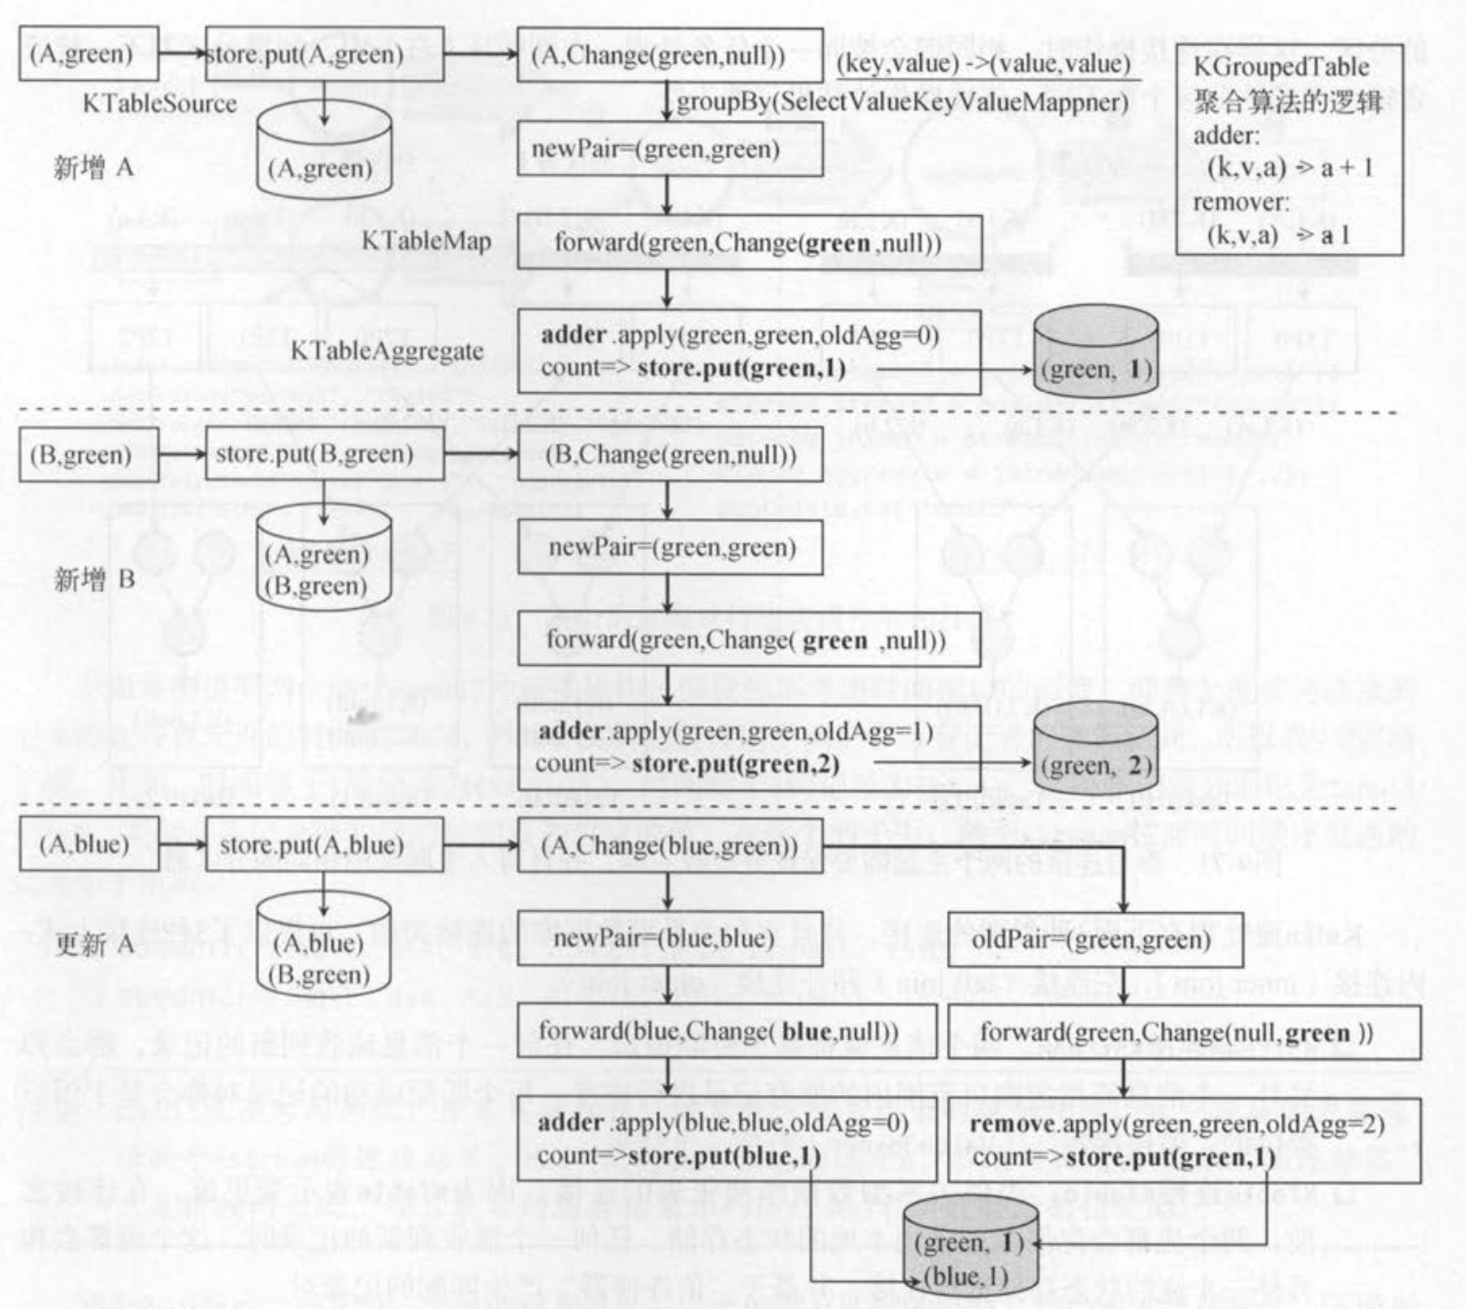 (A,green)
store.put(A,green)
(A,Change(green,null))
(key,value) ->(value,value)
KTableSource
groupBy(SelectValueKeyValueMappner)
KGroupedTable
聚合算法的逻辑
adder:
(k,v,a) -> a + 1
remover:
(k,v,a) -> a 1
新增 A
(A,green)
newPair=(green,green)
KTableMap
forward(green,Change(green ,null))
KTableAggregate
adder .apply(green,green,oldAgg=0)
count=> store.put(green,1)
(green, 1)
(B,green)
store.put(B,green)
(B,Change(green,null))
新增 B
(A,green)
(B,green)
newPair=(green,green)
forward(green,Change( green ,null))
adder.apply(green,green,oldAgg=1)
count=> store.put(green,2)
(green, 2)
(A,blue)
store.put(A,blue)
(A,Change(blue,green))
更新 A
(A,blue)
(B,green)
newPair=(blue,blue)
oldPair=(green,green)
forward(blue,Change( blue,null))
forward(green,Change(null,green ))
adder .apply(blue,blue,oldAgg=0)
count=>store.put(blue,1)
remove.apply(green,green,oldAgg=2)
count=>store.put(green,1)
(green, 1)
(blue,1)